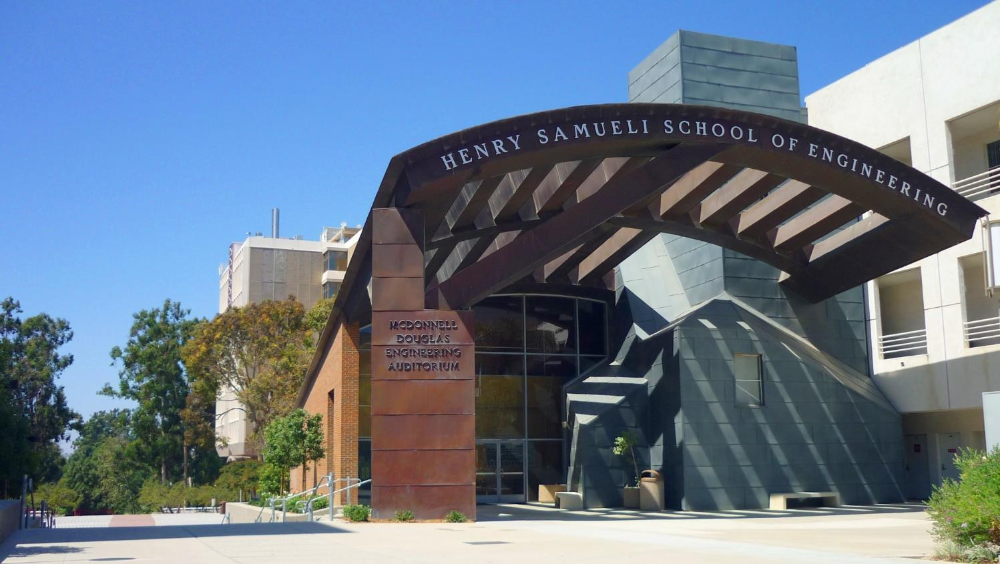 HENRY SAMUELI SCHOOL OF ENGINEERING
MCDONNELL
DOUGLAS
ENGINEERING
AUDITORIUM